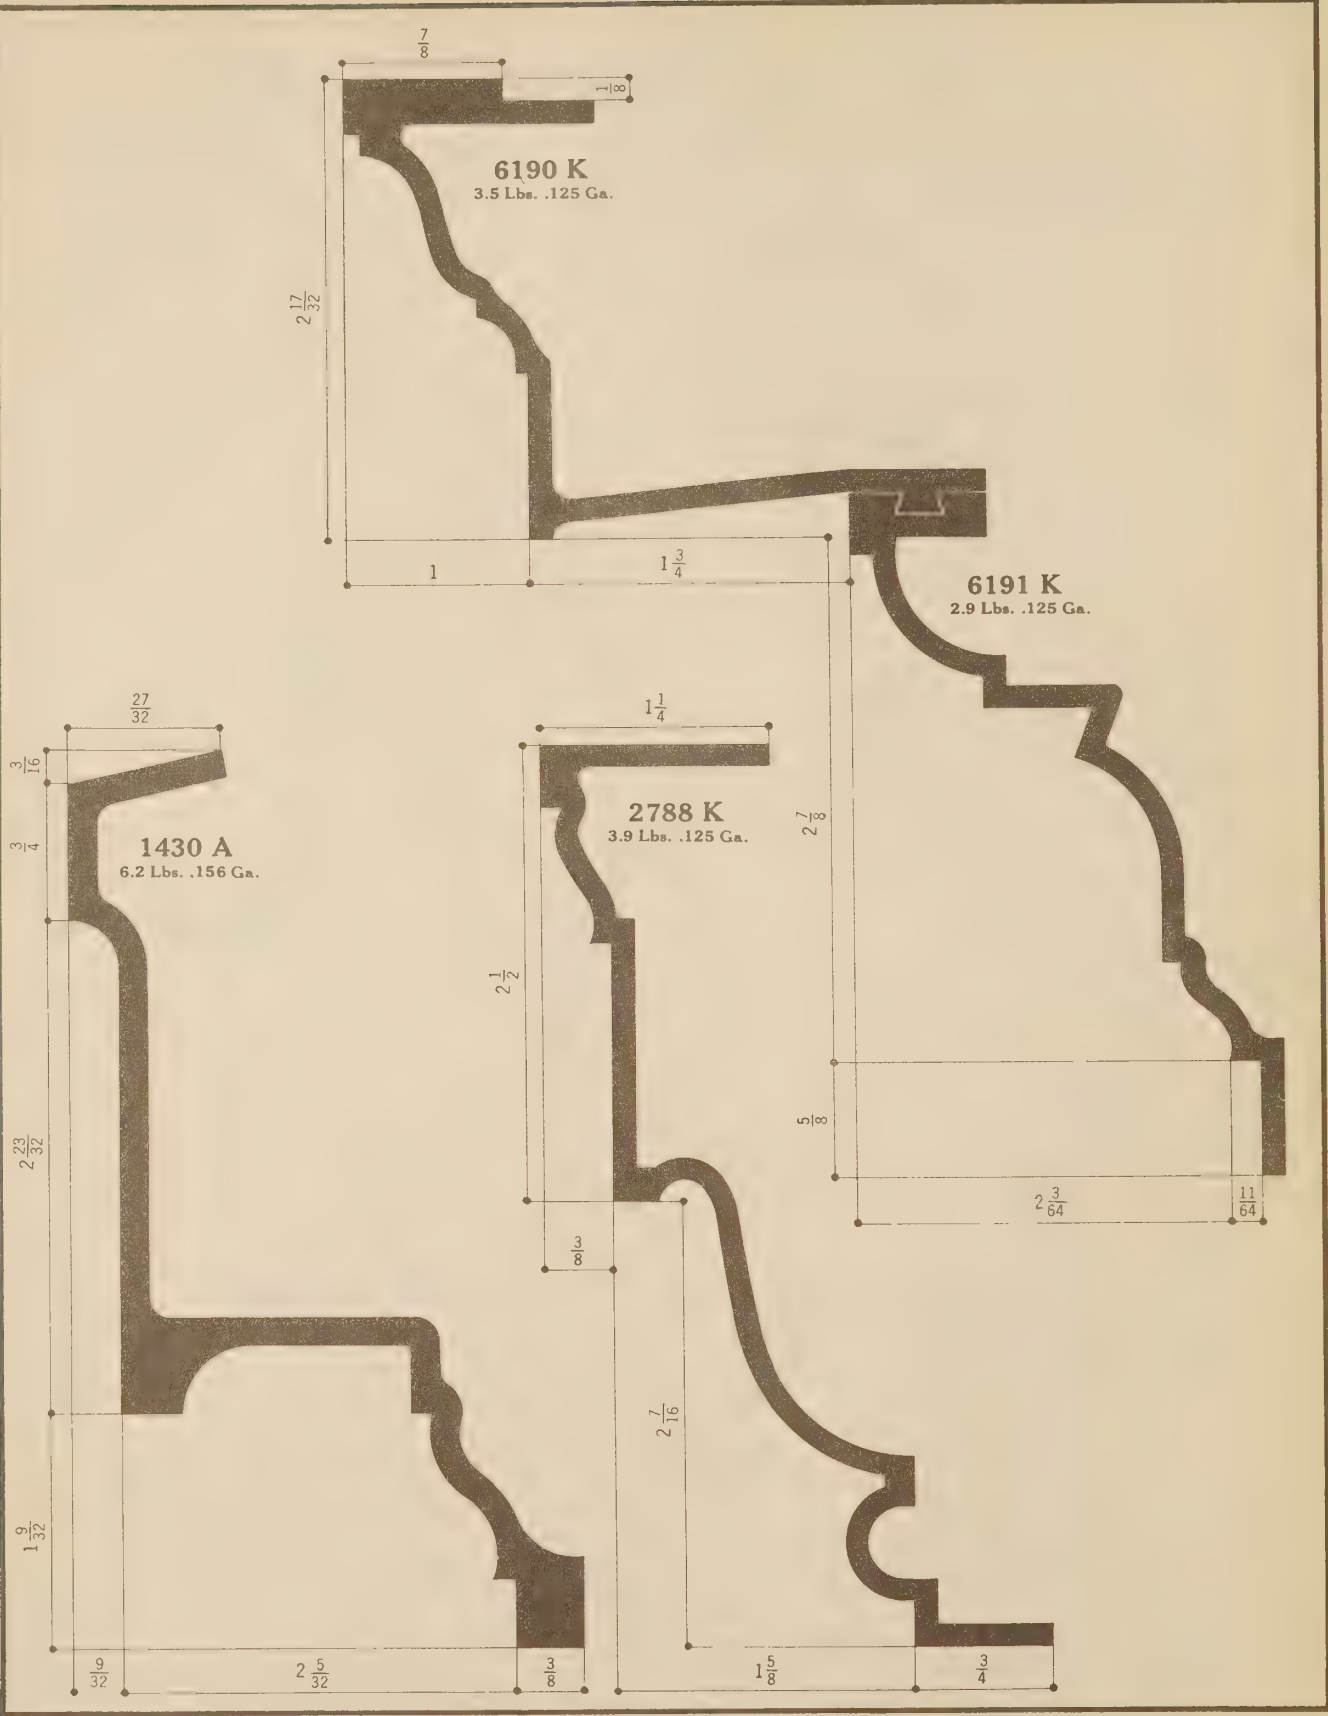 7/8
1/8
6190 K
3.5 Lbs. .125 Ga.
2 17/32
1
1 3/4
6191 K
2.9 Lbs. .125 Ga.
27/32
1 1/4
3/16
3/4
1430 A
6.2 Lbs. .156 Ga.
2788 K
3.9 Lbs. .125 Ga.
2 7/8
2 1/2
5/8
2 23/32
2 3/64
11/64
3/8
2 7/16
1 9/32
9/32
2 5/32
3/8
1 5/8
3/4